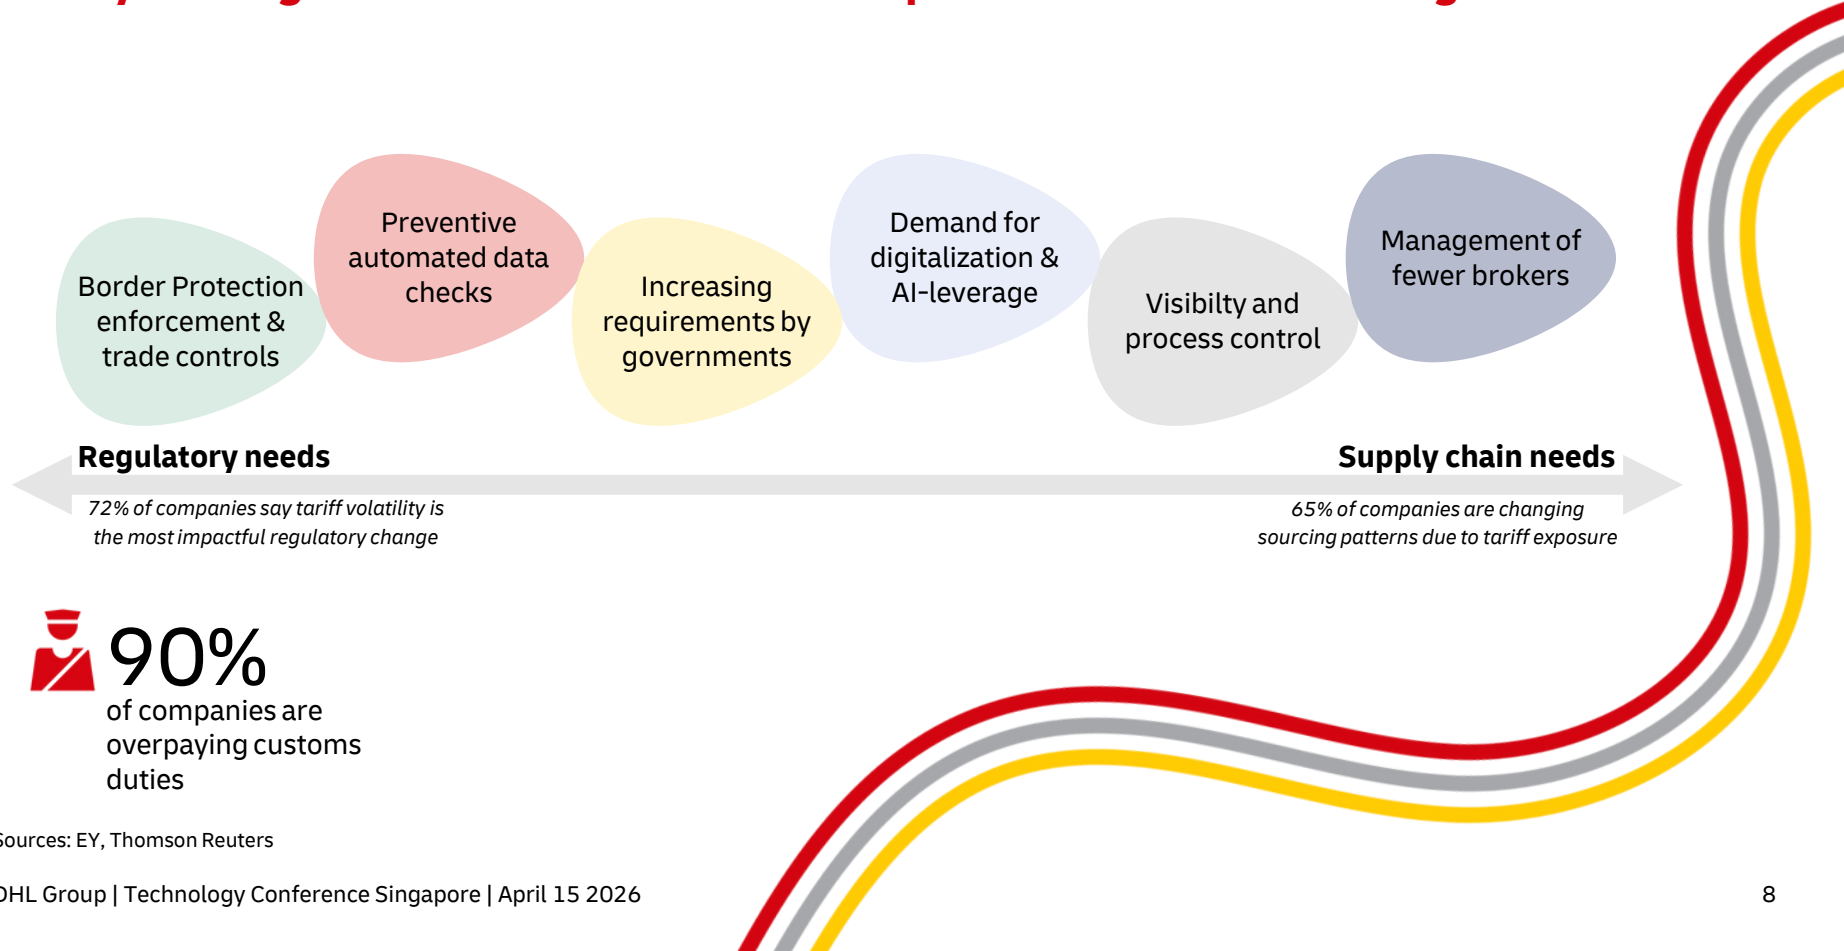 Border Protection
enforcement &
trade controls
Preventive
automated data
checks
Increasing
requirements by
governments
Demand for
digitalization &
AI-leverage
Visibilty and
process control
Management of
fewer brokers
Regulatory needs
72% of companies say tariff volatility is
the most impactful regulatory change
Supply chain needs
65% of companies are changing
sourcing patterns due to tariff exposure
90%
of companies are
overpaying customs
duties
Sources: EY, Thomson Reuters
DHL Group | Technology Conference Singapore | April 15 2026
8